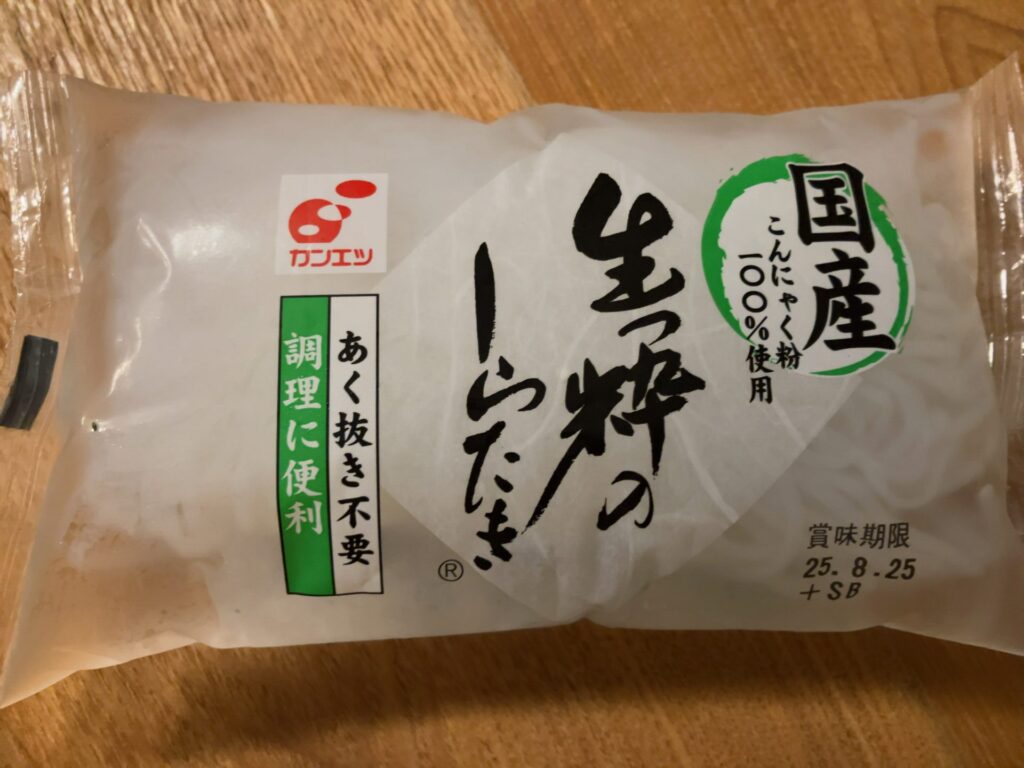 国産
こんにゃく粉
一〇〇%使用
生っ粋の
しらたき
®
カンエツ
あく抜き不要
調理に便利
賞味期限
25.8.25
+SB